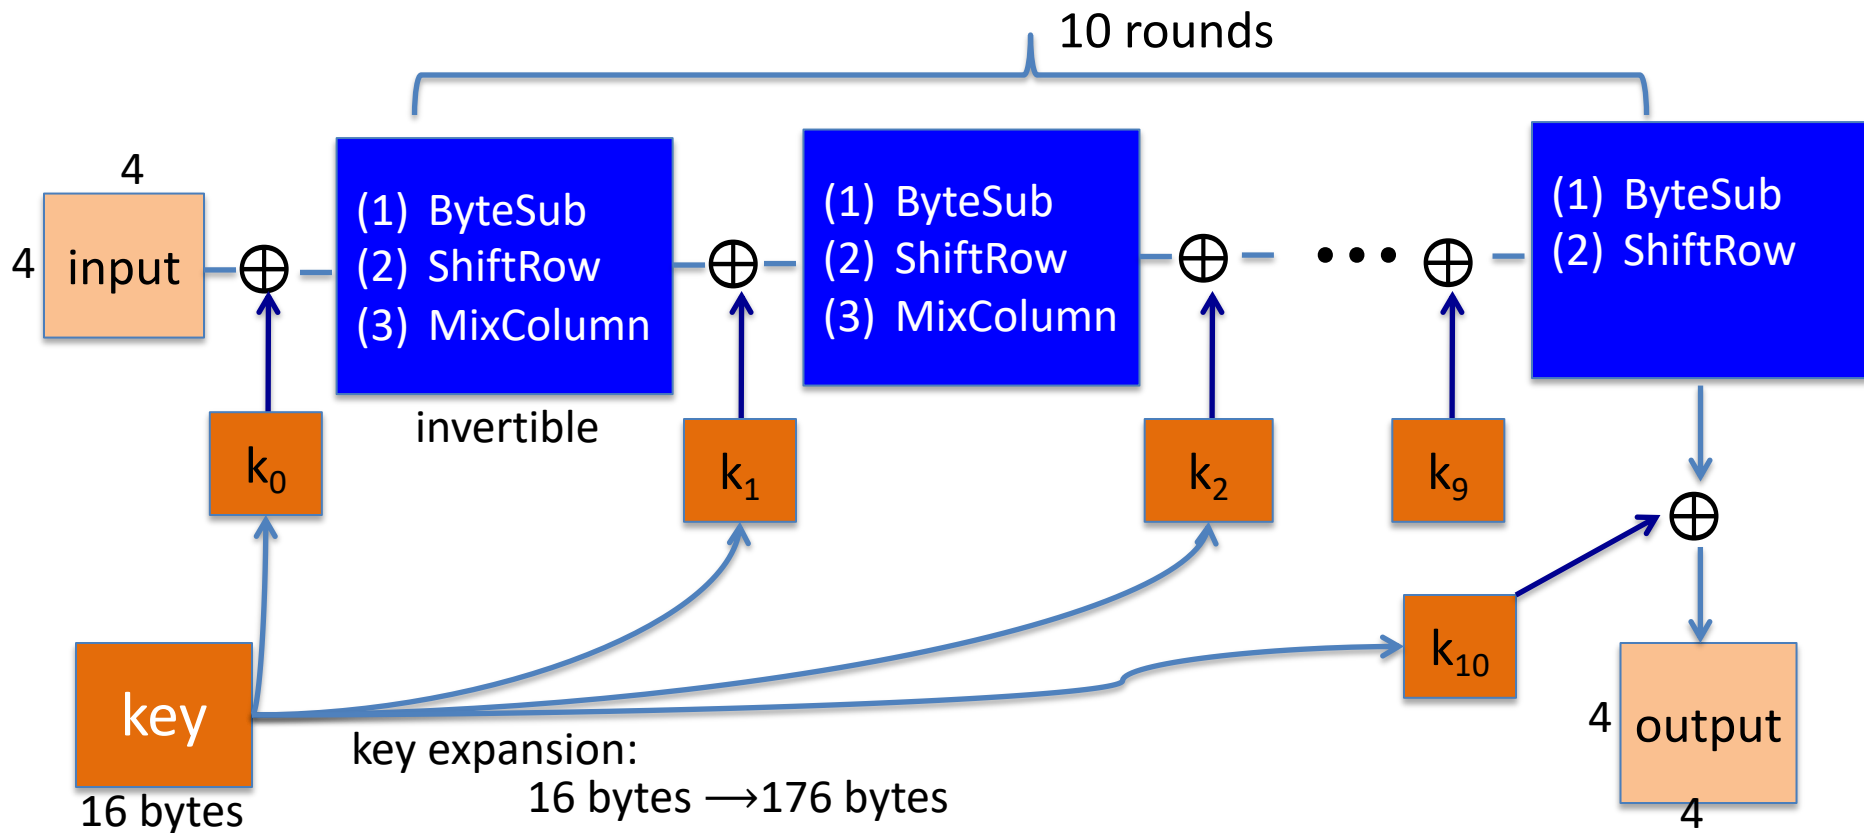 10 rounds
4
4
input
(1) ByteSub
(2) ShiftRow
(3) MixColumn
invertible
(1) ByteSub
(2) ShiftRow
(3) MixColumn
(1) ByteSub
(2) ShiftRow
k₀
k₁
k₂
k₉
k₁₀
key
16 bytes
key expansion:
16 bytes ⟶176 bytes
4
output
4